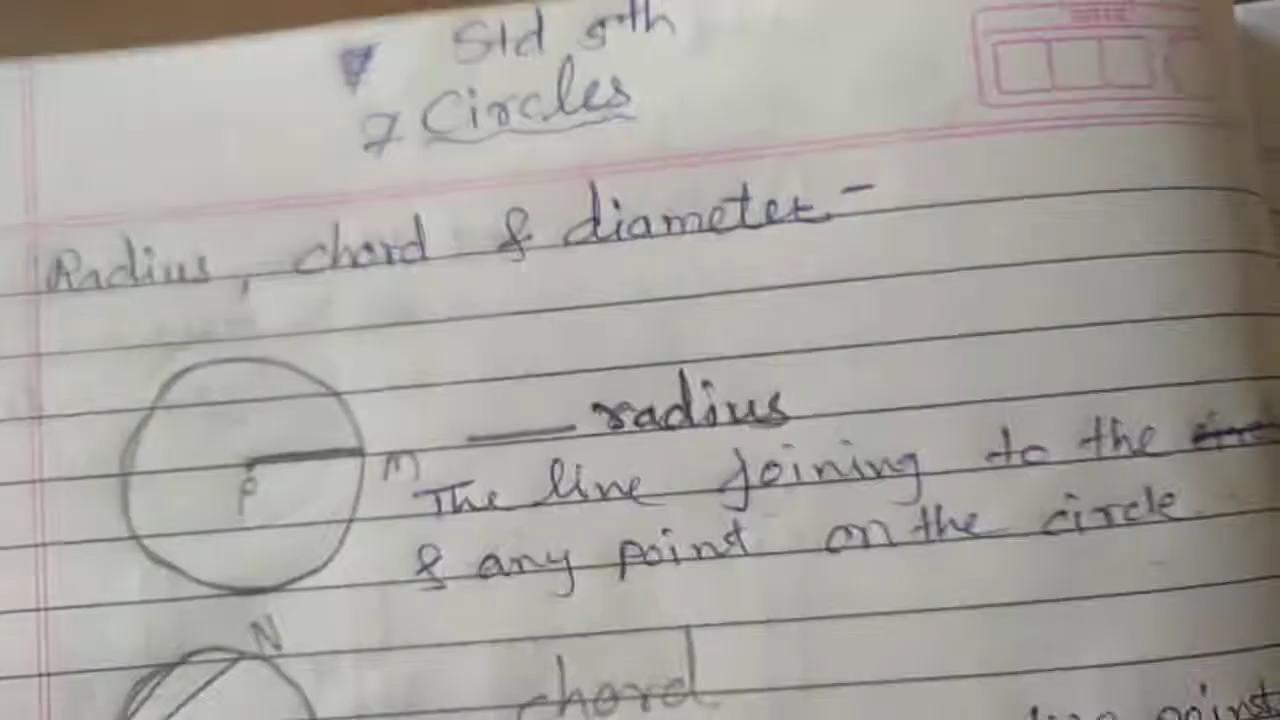 Std 5th
7 Circles
Radius, chord & diameter -
radius
P
M
The line joining to the
& any point on the circle
N
chord
point